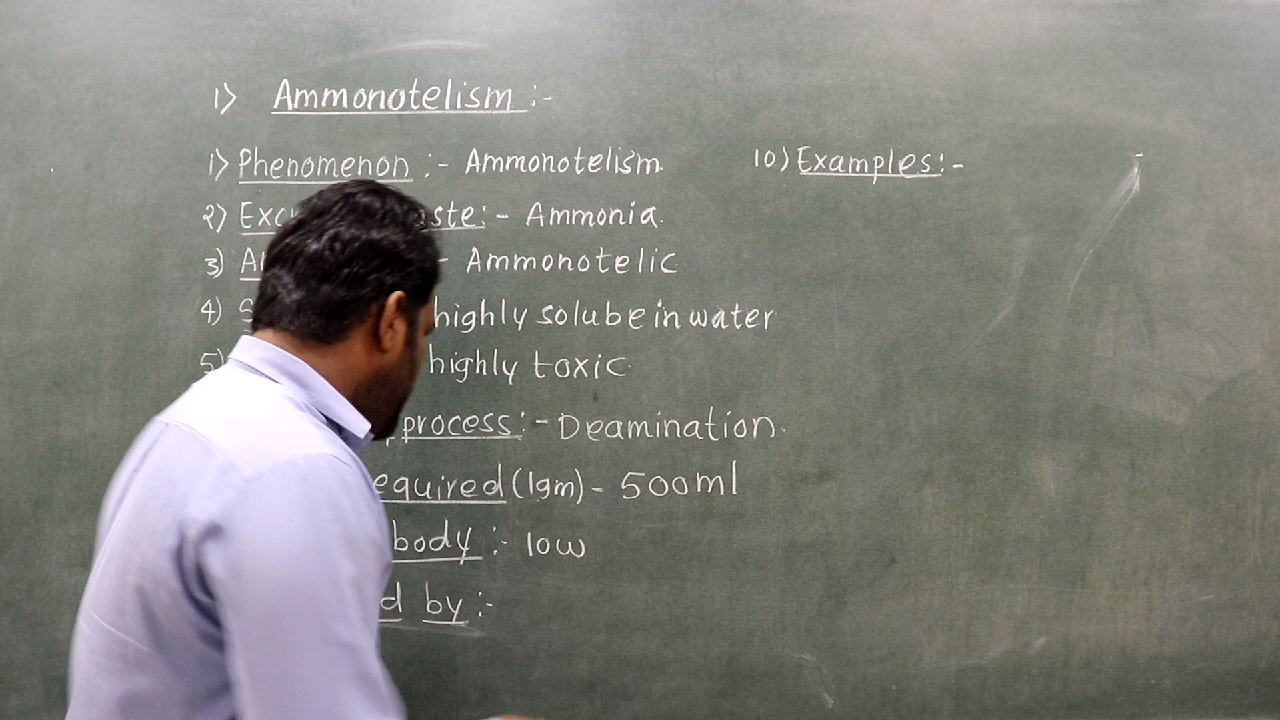 1) Ammonotelism :-
1) Phenomenon :- Ammonotelism.
2) :- Ammonia.
3) - Ammonotelic
4) highly solube in water
5) highly toxic.
process :- Deamination.
(1gm) - 500ml
body :- low
by :-
10) Examples :-